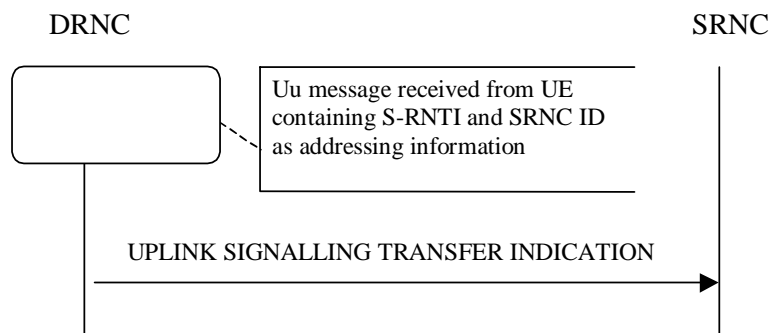 DRNC
SRNC
Uu message received from UE
containing S-RNTI and SRNC ID
as addressing information
UPLINK SIGNALLING TRANSFER INDICATION